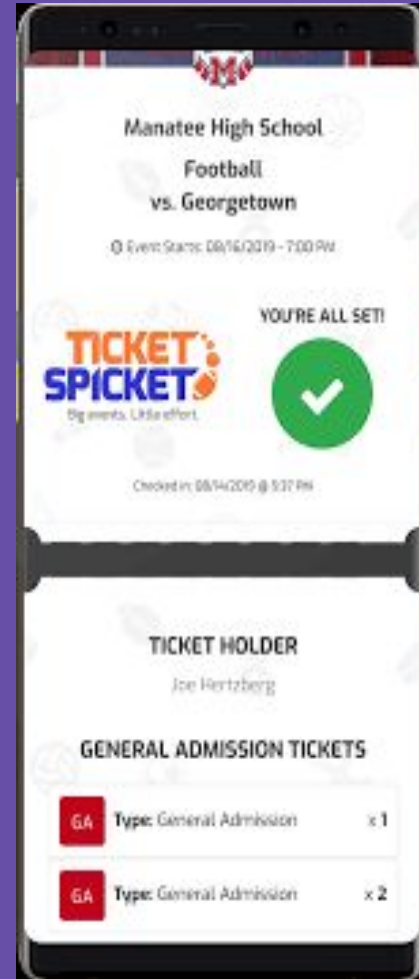 M
Manatee High School
Football
vs. Georgetown
Event Starts: 08/16/2019 - 7:00 PM
YOU'RE ALL SET!
TICKET
SPICKET
Big events. Little effort.
Checked in: 08/14/2019 @ 5:37 PM
TICKET HOLDER
Joe Hertzberg
GENERAL ADMISSION TICKETS
GA Type: General Admission x 1
GA Type: General Admission x 2